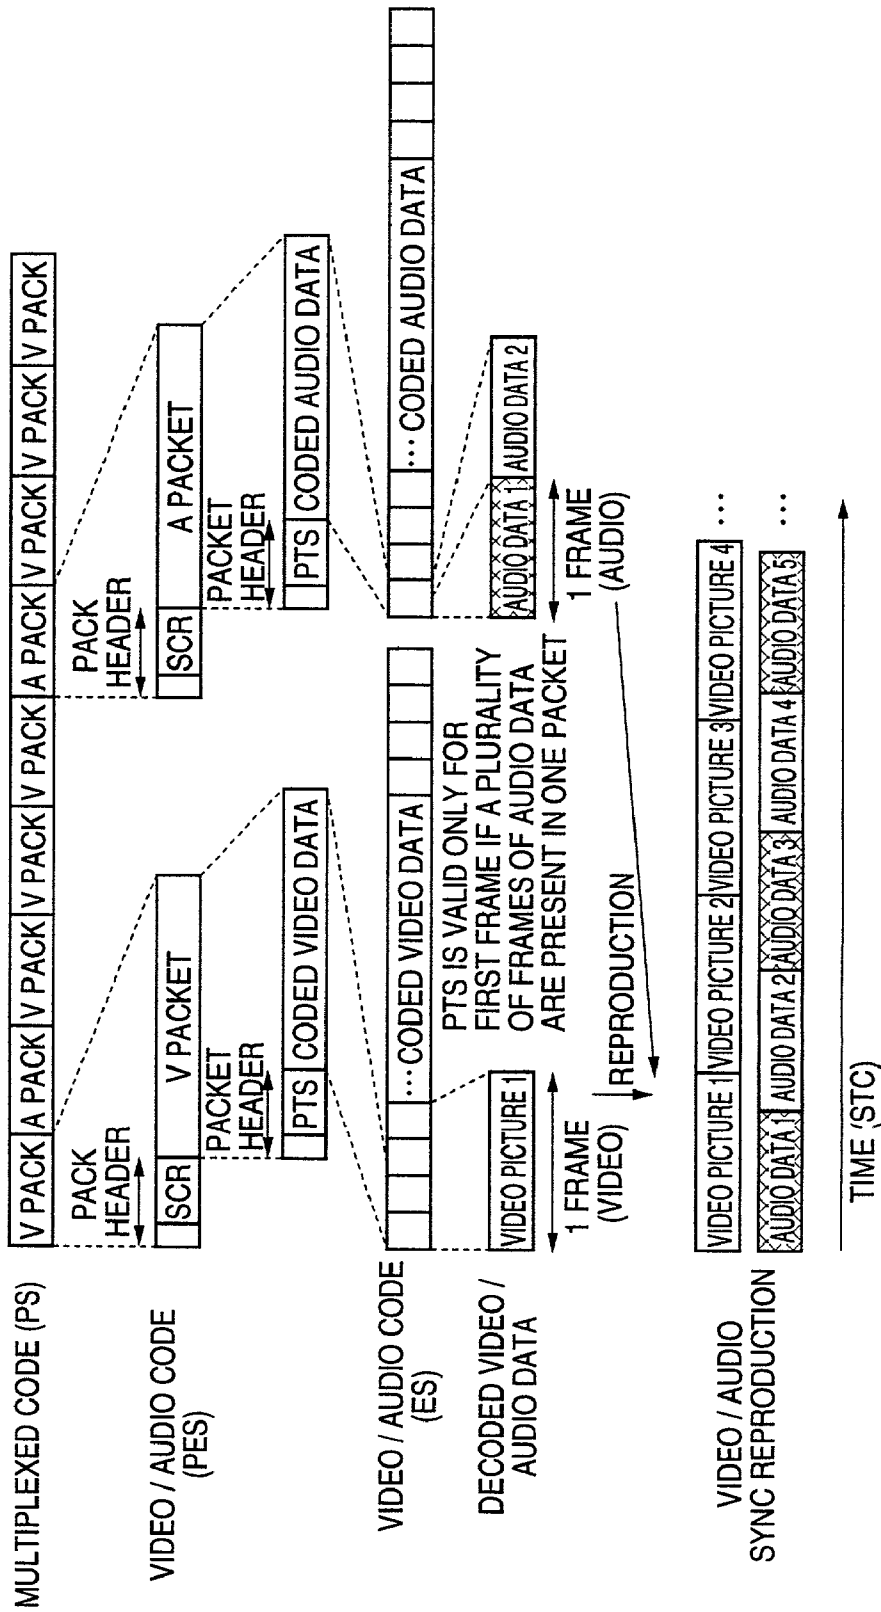 MULTIPLEXED CODE (PS)
V PACK A PACK V PACK V PACK V PACK A PACK V PACK V PACK V PACK
PACK
HEADER
PACK
HEADER
VIDEO / AUDIO CODE
(PES)
SCR V PACKET
SCR A PACKET
PACKET
HEADER
PACKET
HEADER
PTS CODED VIDEO DATA
PTS CODED AUDIO DATA
VIDEO / AUDIO CODE
(ES)
... CODED VIDEO DATA
... CODED AUDIO DATA
DECODED VIDEO /
AUDIO DATA
VIDEO PICTURE 1
PTS IS VALID ONLY FOR
FIRST FRAME IF A PLURALITY
OF FRAMES OF AUDIO DATA
ARE PRESENT IN ONE PACKET
AUDIO DATA 1 AUDIO DATA 2
1 FRAME
(VIDEO)
1 FRAME
(AUDIO)
REPRODUCTION
VIDEO / AUDIO
SYNC REPRODUCTION
VIDEO PICTURE 1 VIDEO PICTURE 2 VIDEO PICTURE 3 VIDEO PICTURE 4 ...
AUDIO DATA 1 AUDIO DATA 2 AUDIO DATA 3 AUDIO DATA 4 AUDIO DATA 5 ...
TIME (STC)